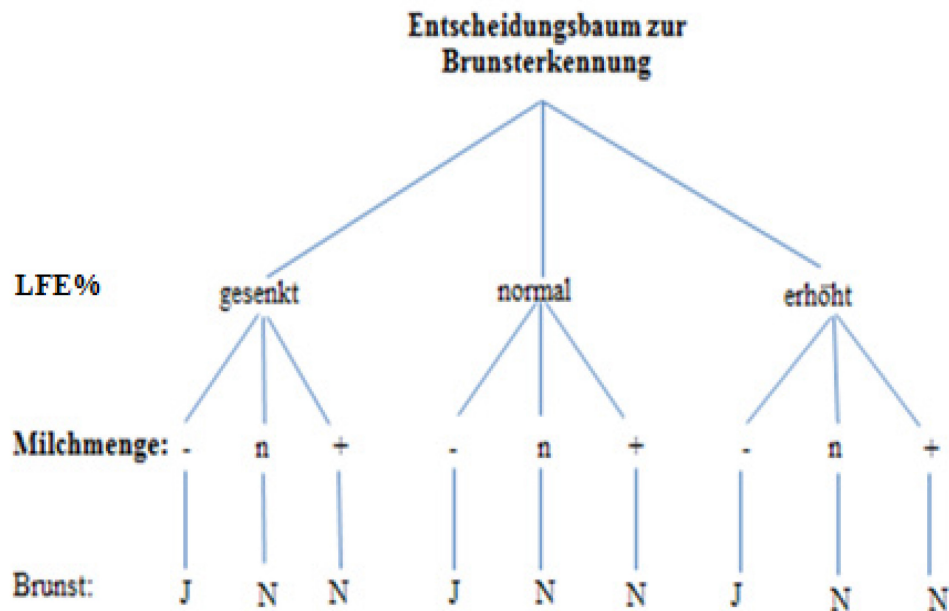 Entscheidungsbaum zur
Brunsterkennung
LFE% gesenkt normal erhöht
Milchmenge: - n + - n + - n +
Brunst: J N N J N N J N N